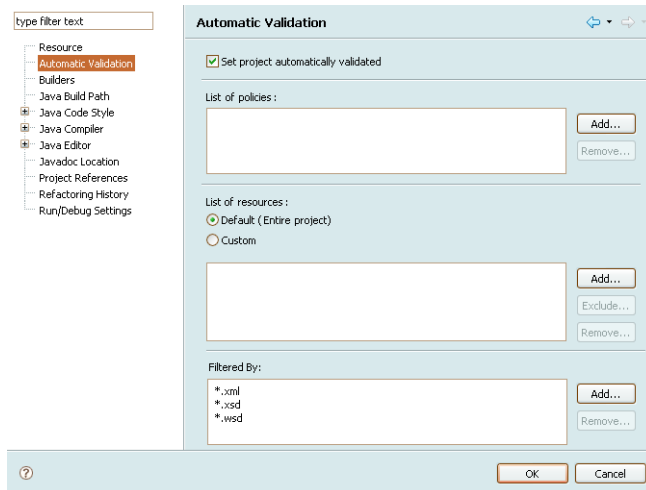 type filter text
Resource
Automatic Validation
Builders
Java Build Path
Java Code Style
Java Compiler
Java Editor
Javadoc Location
Project References
Refactoring History
Run/Debug Settings
Automatic Validation
Set project automatically validated
List of policies :
Add...
Remove...
List of resources :
Default ( Entire project)
Custom
Add...
Exclude...
Remove...
Filtered By:
*.xml
*.xsd
*.wsd
Add...
Remove...
?
OK
Cancel